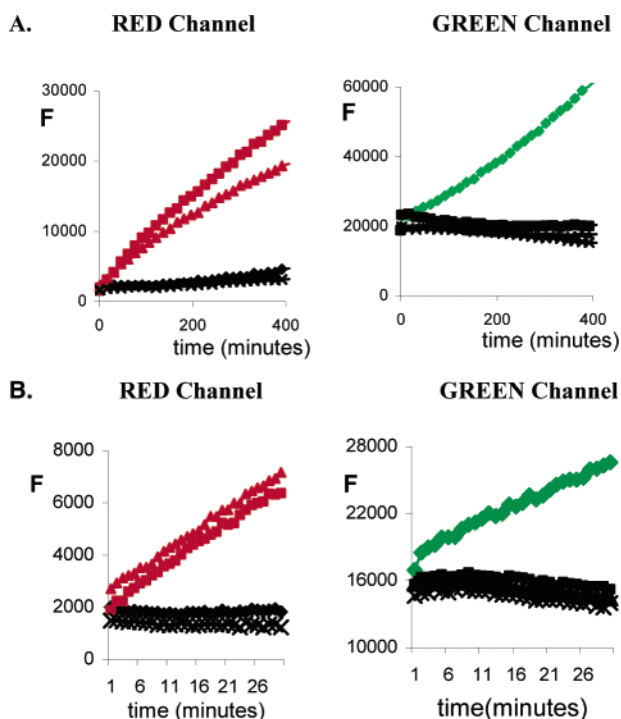 A.
RED Channel
GREEN Channel
30000
F
20000
10000
0
0 200 400
time (minutes)
60000
F
40000
20000
0
0 200 400
time (minutes)
B.
RED Channel
GREEN Channel
8000
F
6000
4000
2000
0
1 6 11 16 21 26
time (minutes)
28000
F
22000
16000
10000
1 6 11 16 21 26
time(minutes)